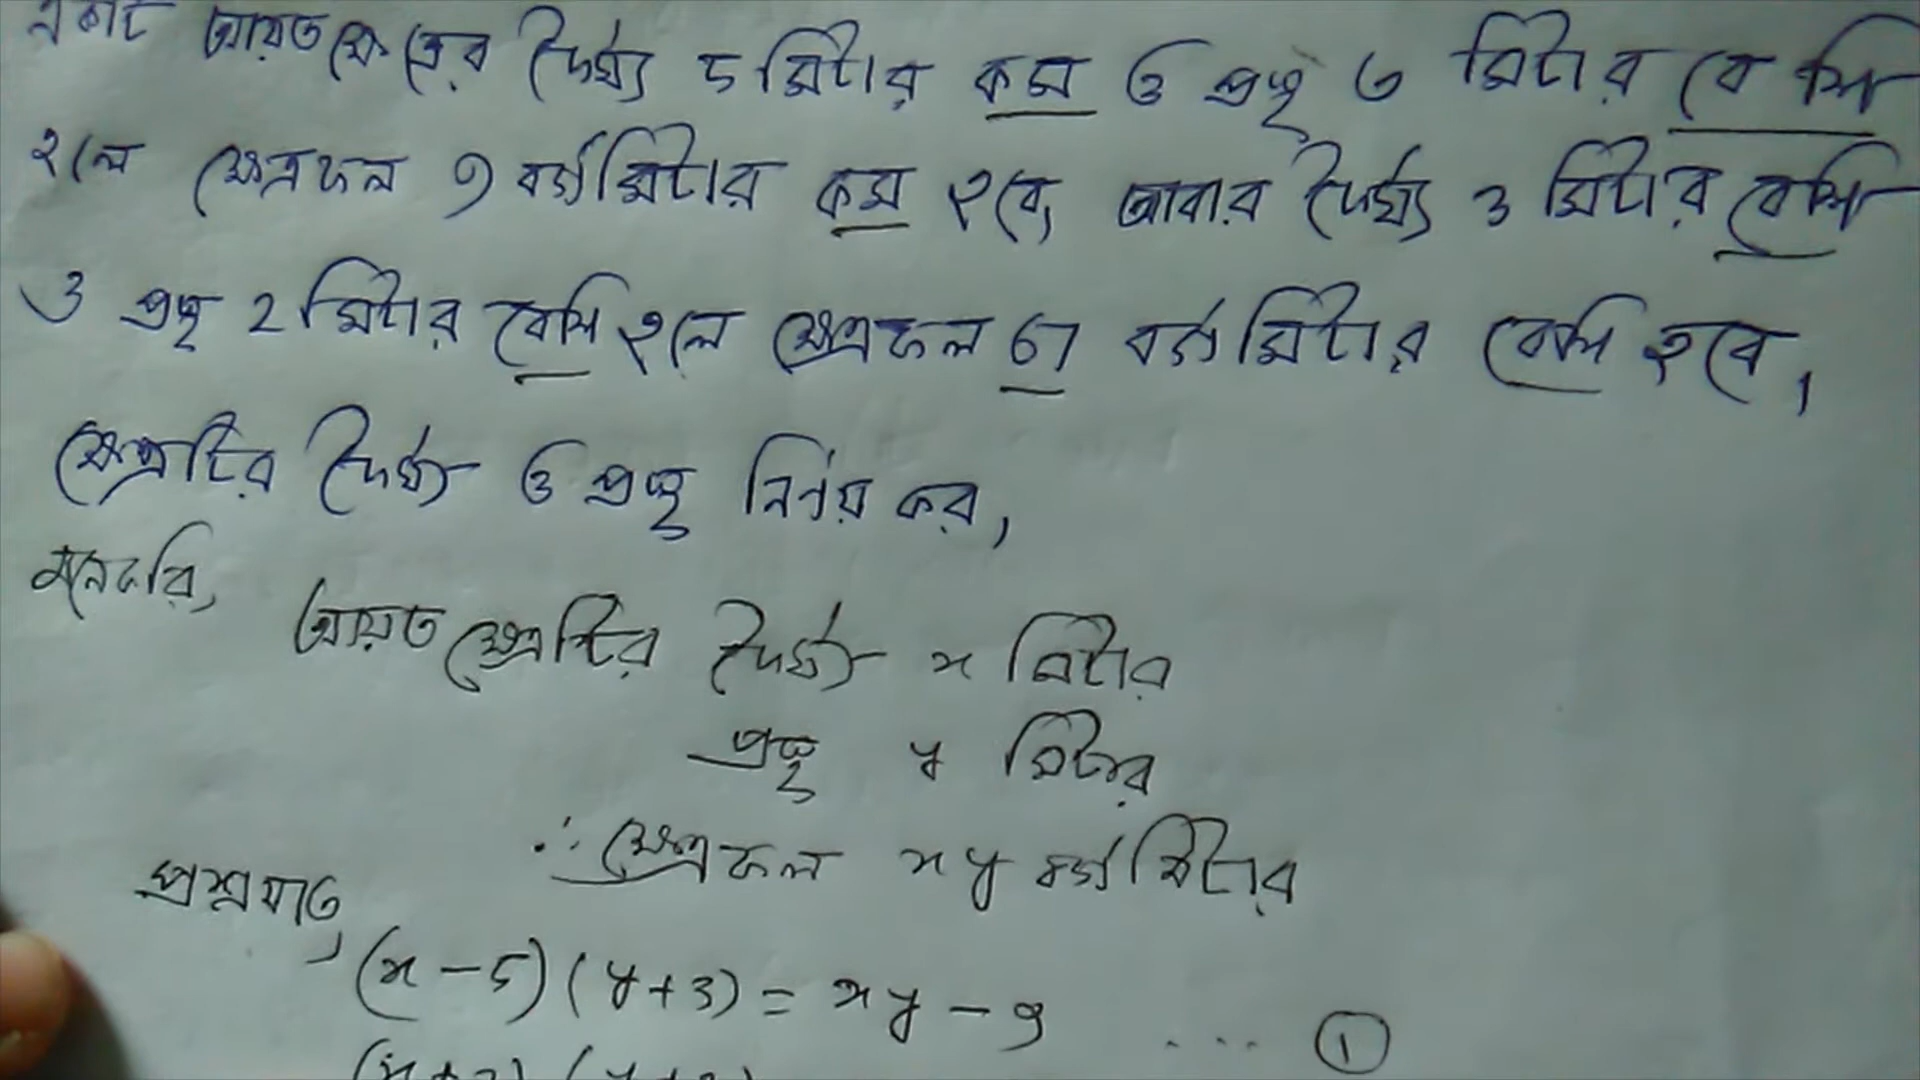 একটি আয়তক্ষেত্রের দৈর্ঘ্য 5 মিটার কম ও প্রস্থ ৩ মিটার বেশি
হলে ক্ষেত্রফল 9 বর্গমিটার কম হবে, আবার দৈর্ঘ্য 3 মিটার বেশি
ও প্রস্থ 2 মিটার বেশি হলে ক্ষেত্রফল 67 বর্গমিটার বেশি হবে,
ক্ষেত্রটির দৈর্ঘ্য ও প্রস্থ নির্ণয় কর,
মনেকরি,
আয়তক্ষেত্রটির দৈর্ঘ্য x মিটার
প্রস্থ y মিটার
∴ ক্ষেত্রফল xy বর্গমিটার
প্রশ্নমতে,
(x - 5) (y + 3) = xy - 9 ... ①